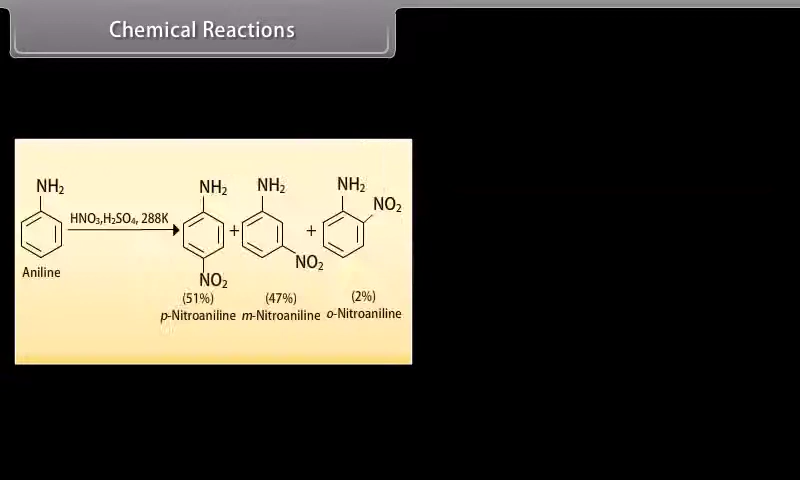 Chemical Reactions
NH₂ NH₂ NH₂ NH₂
NO₂
HNO₃,H₂SO₄, 288K
+ +
Aniline
NO₂ NO₂
(51%) (47%) (2%)
p-Nitroaniline m-Nitroaniline o-Nitroaniline